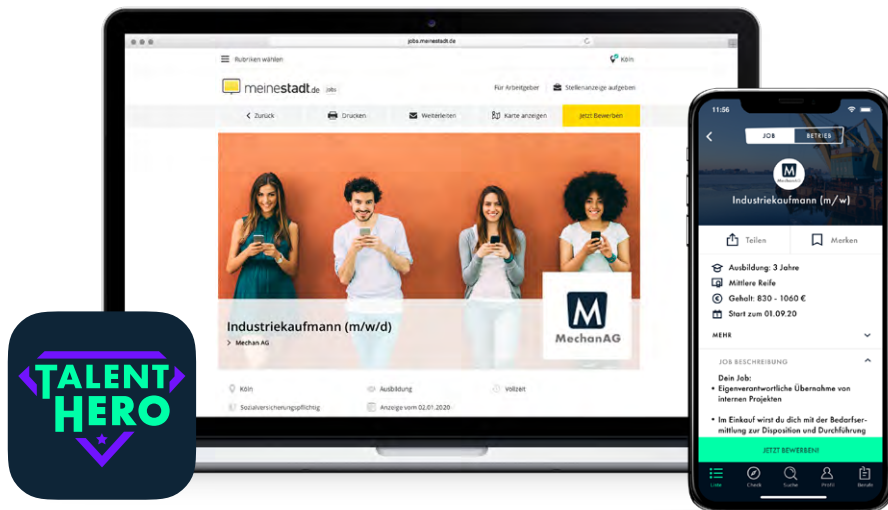 jobs.meinestadt.de
Rubriken wählen
Köln
meinestadt.de Jobs
Für Arbeitgeber
Stellenanzeige aufgeben
Zurück
Drucken
Weiterleiten
Karte anzeigen
Jetzt Bewerben
Industriekaufmann (m/w/d)
> Mechan AG
M
MechanAG
Köln
Ausbildung
Vollzeit
Sozialversicherungspflichtig
Anzeige vom 02.01.2020
TALENT
HERO
11:56
JOB
BETRIEB
M
MechanAG
Industriekaufmann (m/w)
Teilen
Merken
Ausbildung: 3 Jahre
Mittlere Reife
Gehalt: 830 - 1060 €
Start zum 01.09.20
MEHR
JOB BESCHREIBUNG
Dein Job:
• Eigenverantwortliche Übernahme von
internen Projekten
• Im Einkauf wirst du dich mit der Bedarfser-
mittlung zur Disposition und Durchführung
JETZT BEWERBEN!
Liste
Check
Suche
Profil
Berufe